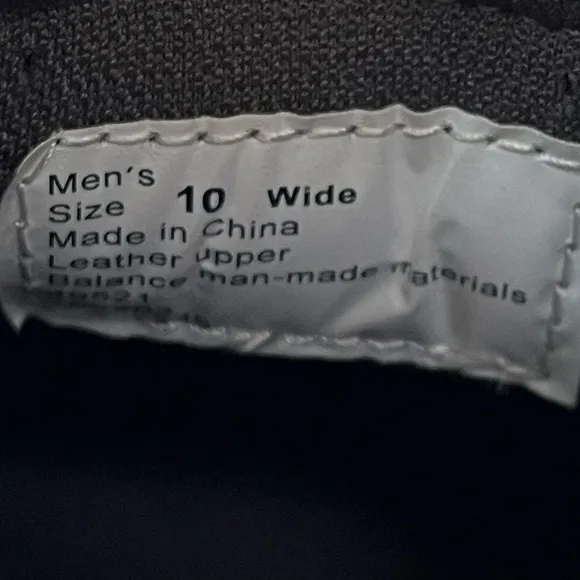 Men's
Size 10 Wide
Made in China
Leather upper
Balance man-made materials